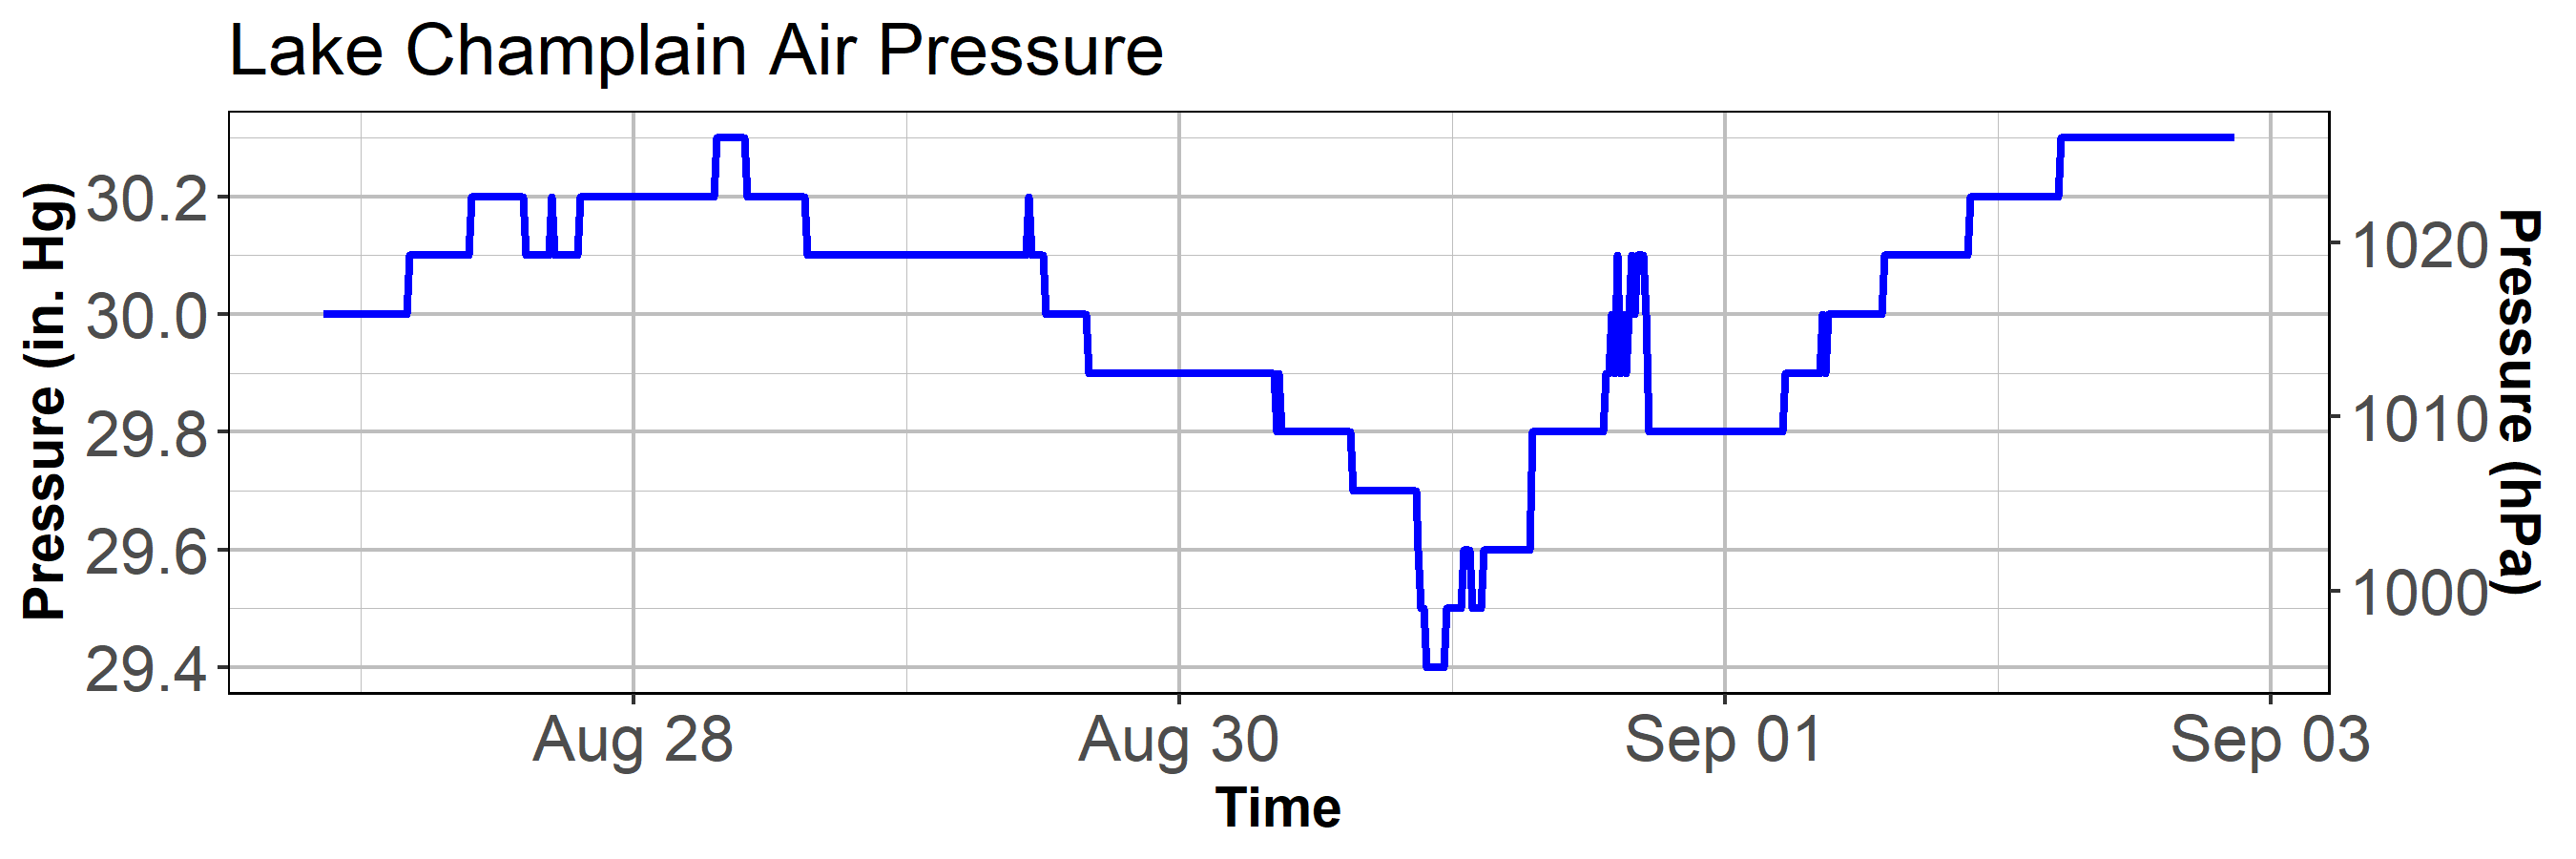 Lake Champlain Air Pressure
Pressure (in. Hg)
30.2
30.0
29.8
29.6
29.4
1020
1010
1000
Pressure (hPa)
Aug 28 Aug 30 Sep 01 Sep 03
Time